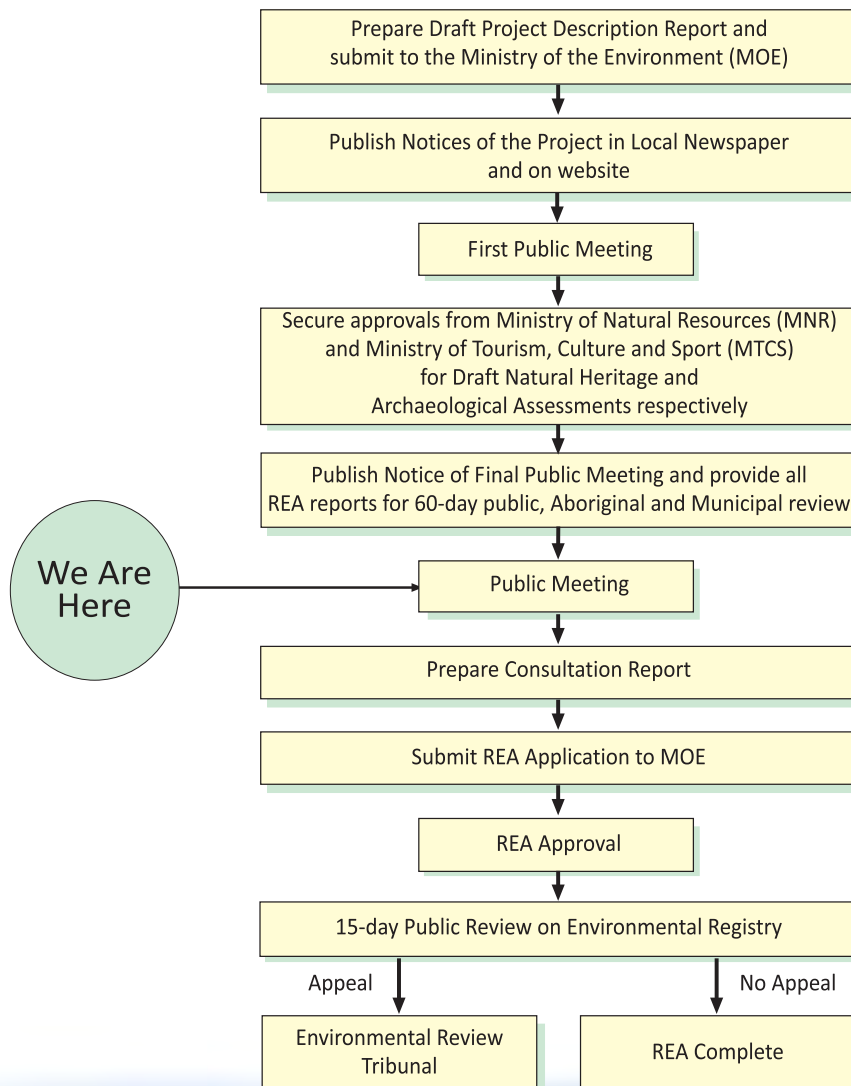 Prepare Draft Project Description Report and
submit to the Ministry of the Environment (MOE)
Publish Notices of the Project in Local Newspaper
and on website
First Public Meeting
Secure approvals from Ministry of Natural Resources (MNR)
and Ministry of Tourism, Culture and Sport (MTCS)
for Draft Natural Heritage and
Archaeological Assessments respectively
Publish Notice of Final Public Meeting and provide all
REA reports for 60-day public, Aboriginal and Municipal review
We Are
Here
Public Meeting
Prepare Consultation Report
Submit REA Application to MOE
REA Approval
15-day Public Review on Environmental Registry
Appeal
No Appeal
Environmental Review
Tribunal
REA Complete